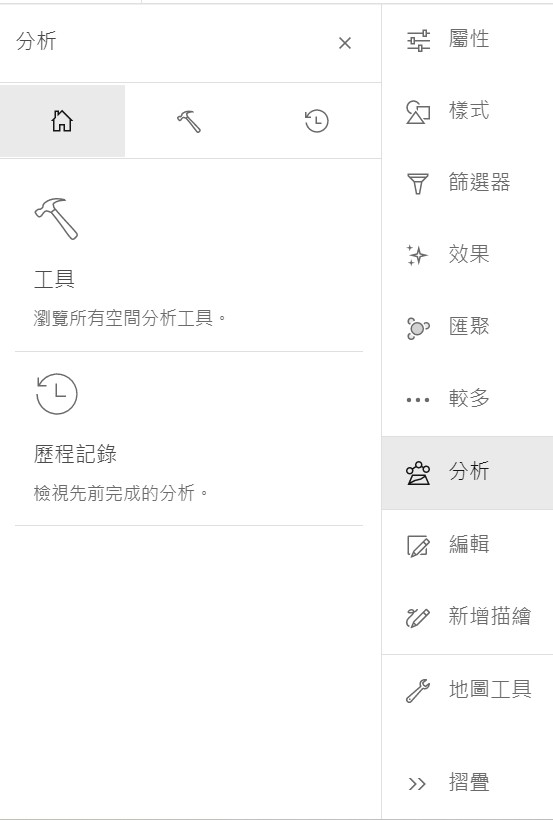 分析
工具
瀏覽所有空間分析工具。
歷程記錄
檢視先前完成的分析。
屬性
樣式
篩選器
效果
匯聚
較多
分析
編輯
新增描繪
地圖工具
摺疊